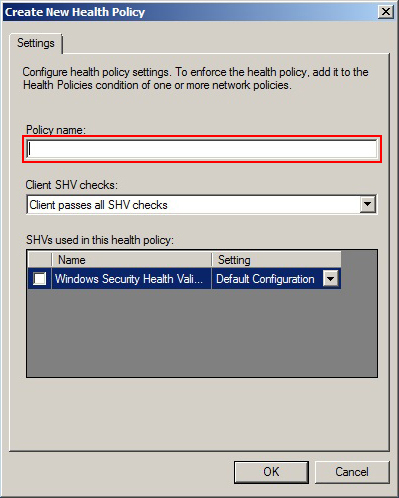 Create New Health Policy
Settings
Configure health policy settings. To enforce the health policy, add it to the
Health Policies condition of one or more network policies.
Policy name:
Client SHV checks:
Client passes all SHV checks
SHVs used in this health policy:
Name Setting
Windows Security Health Vali... Default Configuration
OK Cancel